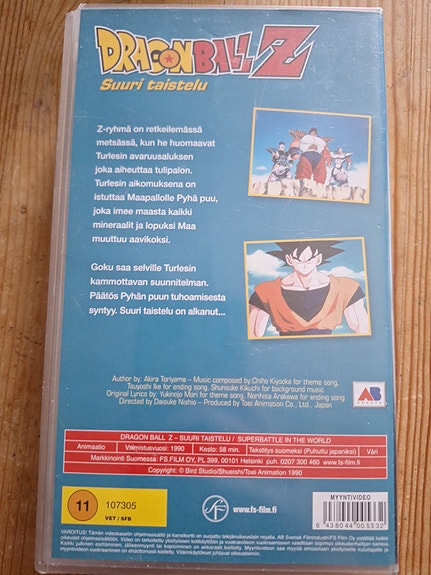 DRAGON BALL Z
Suuri taistelu
Z-ryhmä on retkeilemässä
metsässä, kun he huomaavat
Turlesin avaruusaluksen
joka aiheuttaa tulipalon.
Turlesin aikomuksena on
istuttaa Maapallolle Pyhä puu,
joka imee maasta kaikki
mineraalit ja lopuksi Maa
muuttuu aavikoksi.
Goku saa selville Turlesin
kammottavan suunnitelman.
Päätös Pyhän puun tuhoamisesta
syntyy. Suuri taistelu on alkanut...
Author by: Akira Toriyama – Music composed by:Chiho Kiyooka for theme song.
Tsuyoshi Ike for ending song. Shunsuke Kikuchi for background music
Original Lyrics by: Yukinojo Mori for theme song, Norihisa Arakawa for ending song
Directed by Daisuke Nishio – Produced by Toei Animation Co., Ltd., Japan
DRAGON BALL Z – SUURI TAISTELU / SUPERBATTLE IN THE WORLD
Animaatio Valmistusvuosi: 1990 Kesto: 58 min. Tekstitys suomeksi (Puhuttu japaniksi) Väri
Markkinointi Suomessa: FS FILM OY, PL 399, 00101 Helsinki puh. 0207 300 460 www.fs-film.fi
Copyright: © Bird Studio/Shueishi/Toei Animation 1990
11 107305
VET / SFB
SF
www.fs-film.fi
MYYNTIVIDEO
6 438044 005332